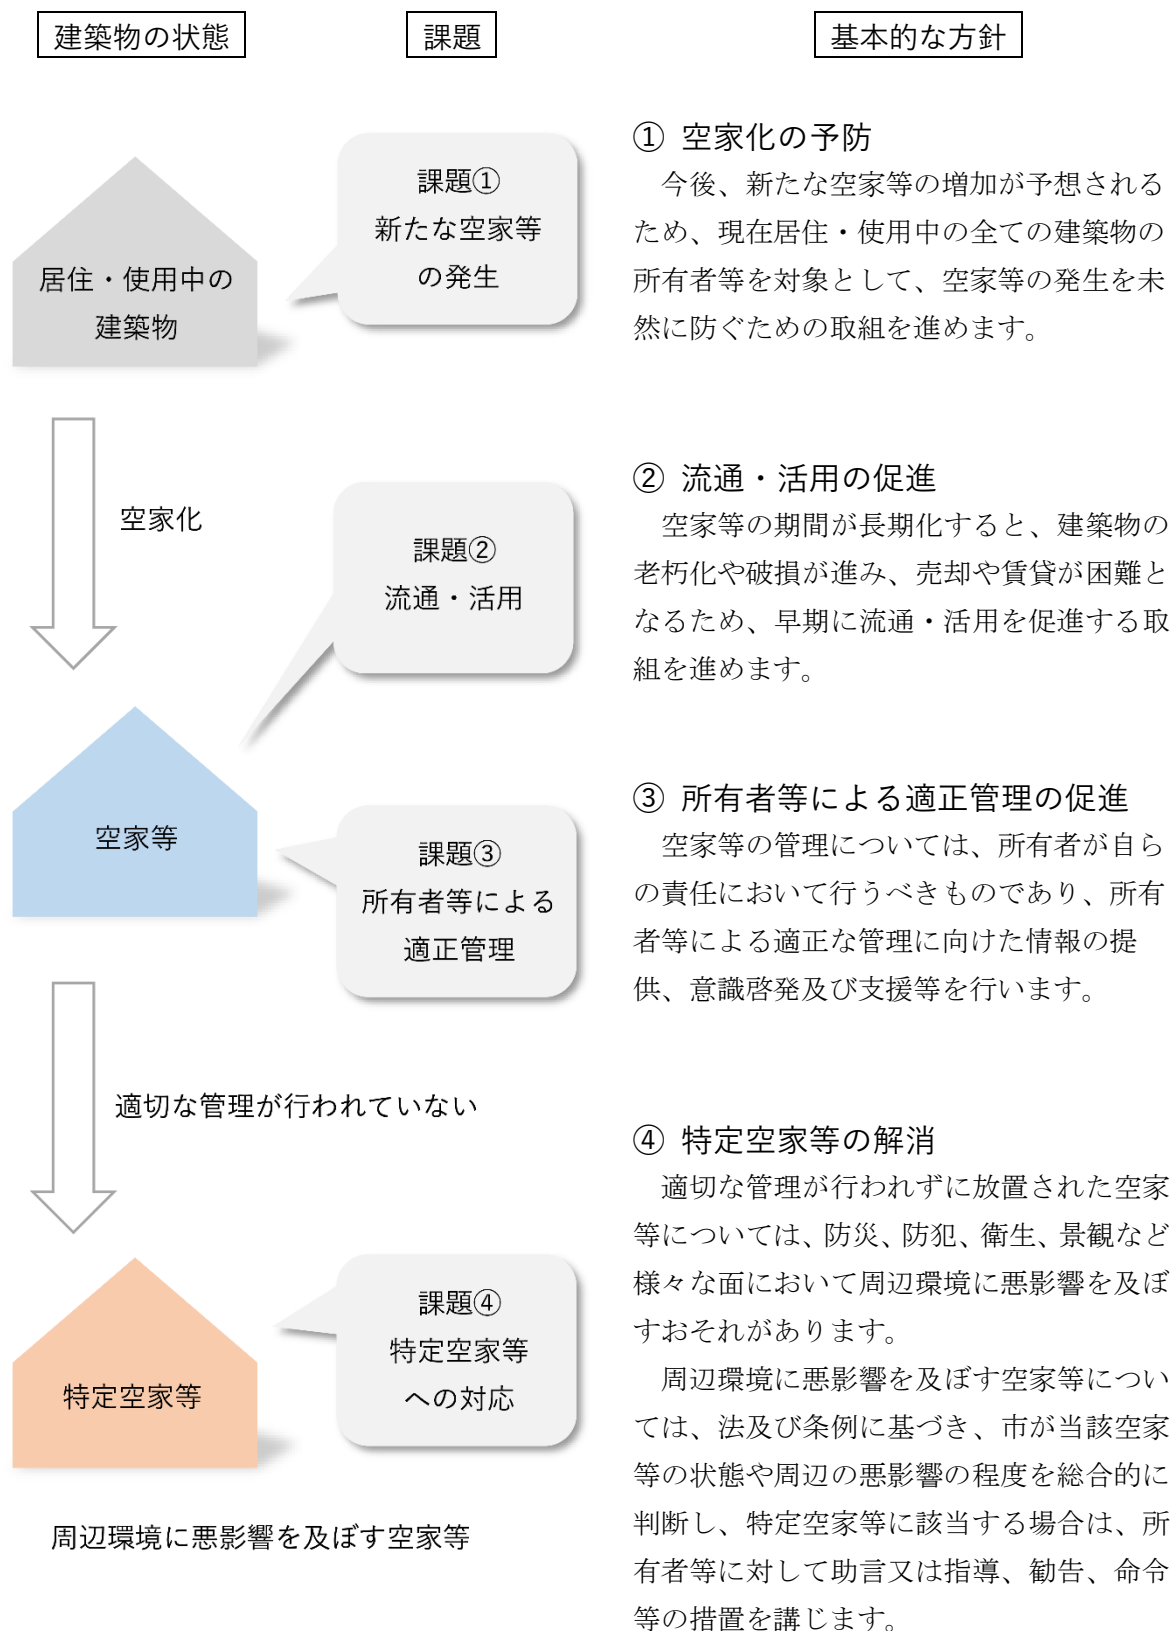 建築物の状態
課題
基本的な方針
居住・使用中の
建築物
課題①
新たな空家等
の発生
① 空家化の予防
今後、新たな空家等の増加が予想される
ため、現在居住・使用中の全ての建築物の
所有者等を対象として、空家等の発生を未
然に防ぐための取組を進めます。
空家化
課題②
流通・活用
② 流通・活用の促進
空家等の期間が長期化すると、建築物の
老朽化や破損が進み、売却や賃貸が困難と
なるため、早期に流通・活用を促進する取
組を進めます。
空家等
課題③
所有者等による
適正管理
③ 所有者等による適正管理の促進
空家等の管理については、所有者が自ら
の責任において行うべきものであり、所有
者等による適正な管理に向けた情報の提
供、意識啓発及び支援等を行います。
適切な管理が行われていない
特定空家等
課題④
特定空家等
への対応
周辺環境に悪影響を及ぼす空家等
④ 特定空家等の解消
適切な管理が行われずに放置された空家
等については、防災、防犯、衛生、景観など
様々な面において周辺環境に悪影響を及ぼ
すおそれがあります。
周辺環境に悪影響を及ぼす空家等につい
ては、法及び条例に基づき、市が当該空家
等の状態や周辺の悪影響の程度を総合的に
判断し、特定空家等に該当する場合は、所
有者等に対して助言又は指導、勧告、命令
等の措置を講じます。